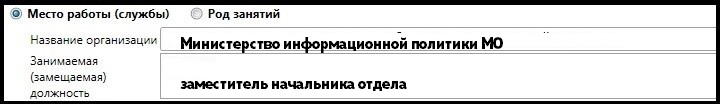 Место работы (службы) Род занятий
Название организации Министерство информационной политики МО
Занимаемая
(замещаемая) заместитель начальника отдела
должность